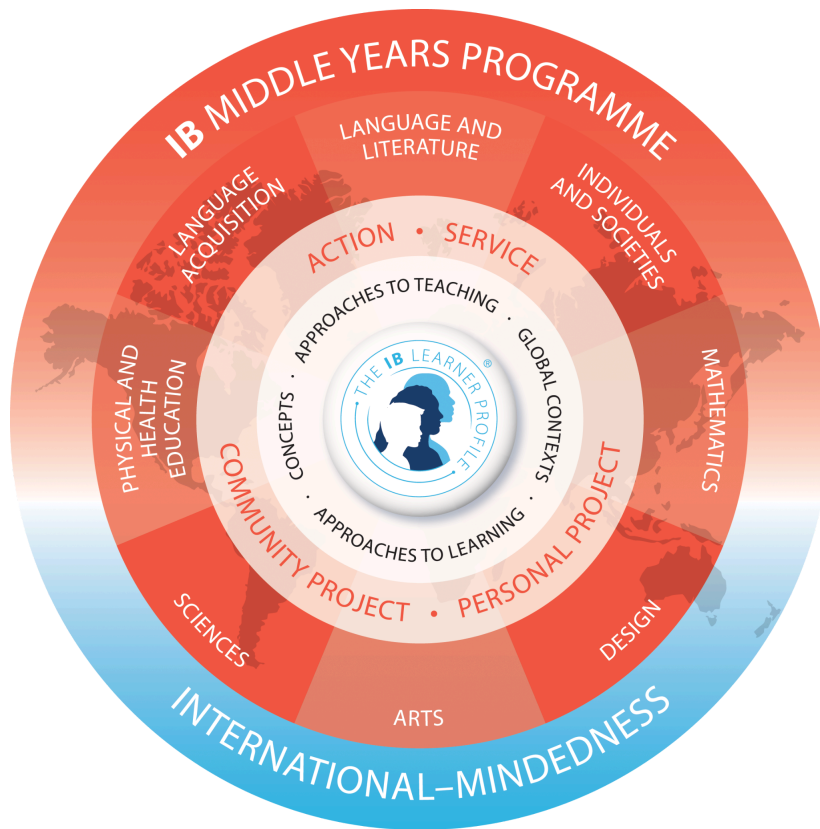 IB MIDDLE YEARS PROGRAMME
LANGUAGE AND
LITERATURE
INDIVIDUALS
AND SOCIETIES
MATHEMATICS
DESIGN
ARTS
SCIENCES
PHYSICAL AND
HEALTH
EDUCATION
LANGUAGE
ACQUISITION
ACTION • SERVICE
PERSONAL PROJECT
•
COMMUNITY PROJECT
APPROACHES TO TEACHING
·
GLOBAL CONTEXTS
·
APPROACHES TO LEARNING
·
CONCEPTS
·
THE IB LEARNER PROFILE
®
INTERNATIONAL–MINDEDNESS